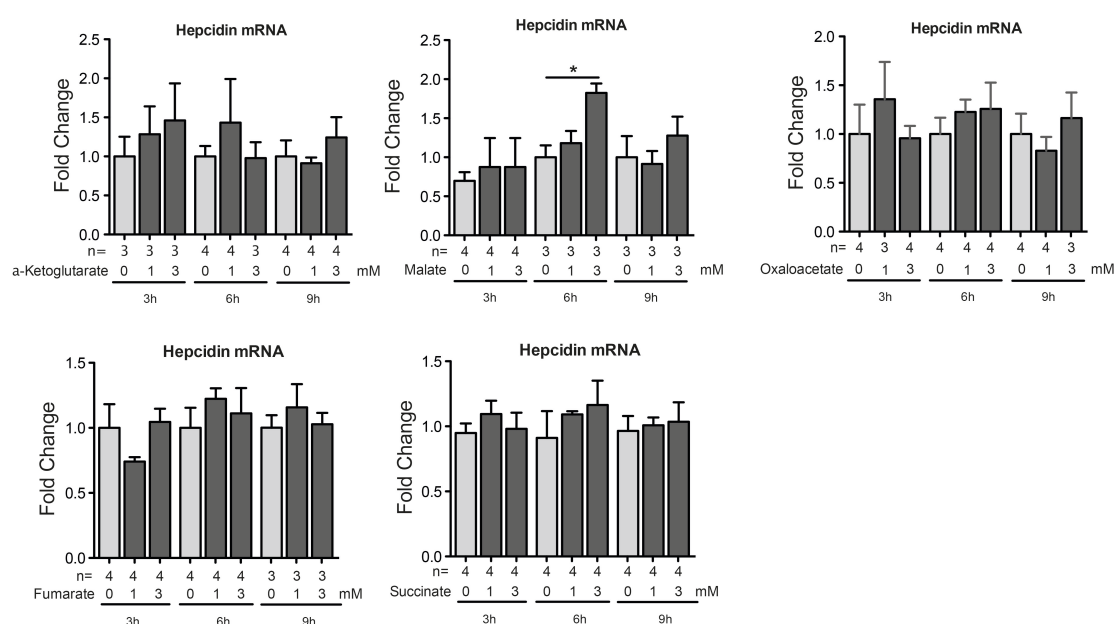 Hepcidin mRNA
Fold Change
2.5
2.0
1.5
1.0
0.5
0.0
*
n= 3 3 3 4 4 3 4 4 4
a-Ketoglutarate 0 1 3 0 1 3 0 1 3 mM
3h 6h 9h
Hepcidin mRNA
Fold Change
2.5
2.0
1.5
1.0
0.5
0.0
n= 4 4 4 3 3 3 3 3 3
Malate 0 1 3 0 1 3 0 1 3 mM
3h 6h 9h
Hepcidin mRNA
Fold Change
2.0
1.5
1.0
0.5
0.0
n= 4 3 4 4 4 4 4 4 3
Oxaloacetate 0 1 3 0 1 3 0 1 3 mM
3h 6h 9h
Hepcidin mRNA
Fold Change
1.5
1.0
0.5
0.0
n= 4 4 4 4 4 4 3 3 3
Fumarate 0 1 3 0 1 3 0 1 3 mM
3h 6h 9h
Hepcidin mRNA
Fold Change
1.5
1.0
0.5
0.0
n= 4 4 4 4 4 4 4 4 4
Succinate 0 1 3 0 1 3 0 1 3 mM
3h 6h 9h